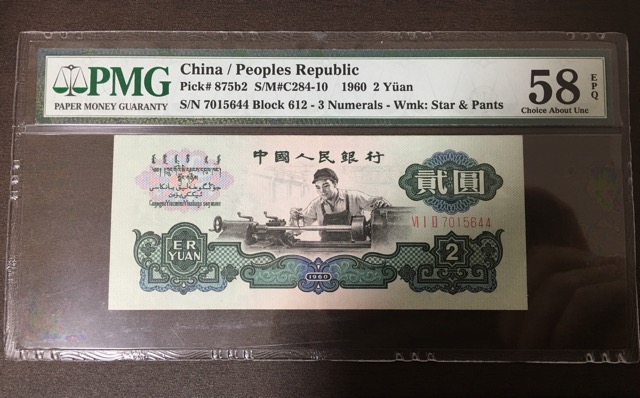 PMG
PAPER MONEY GUARANTY
China / Peoples Republic
Pick# 875b2 S/M#C284-10 1960 2 Yüan
S/N 7015644 Block 612 - 3 Numerals - Wmk: Star & Pants
58
EPQ
Choice About Unc
中國人民銀行
貳圓
VI I II 7015644
ER
YUAN
1960
2